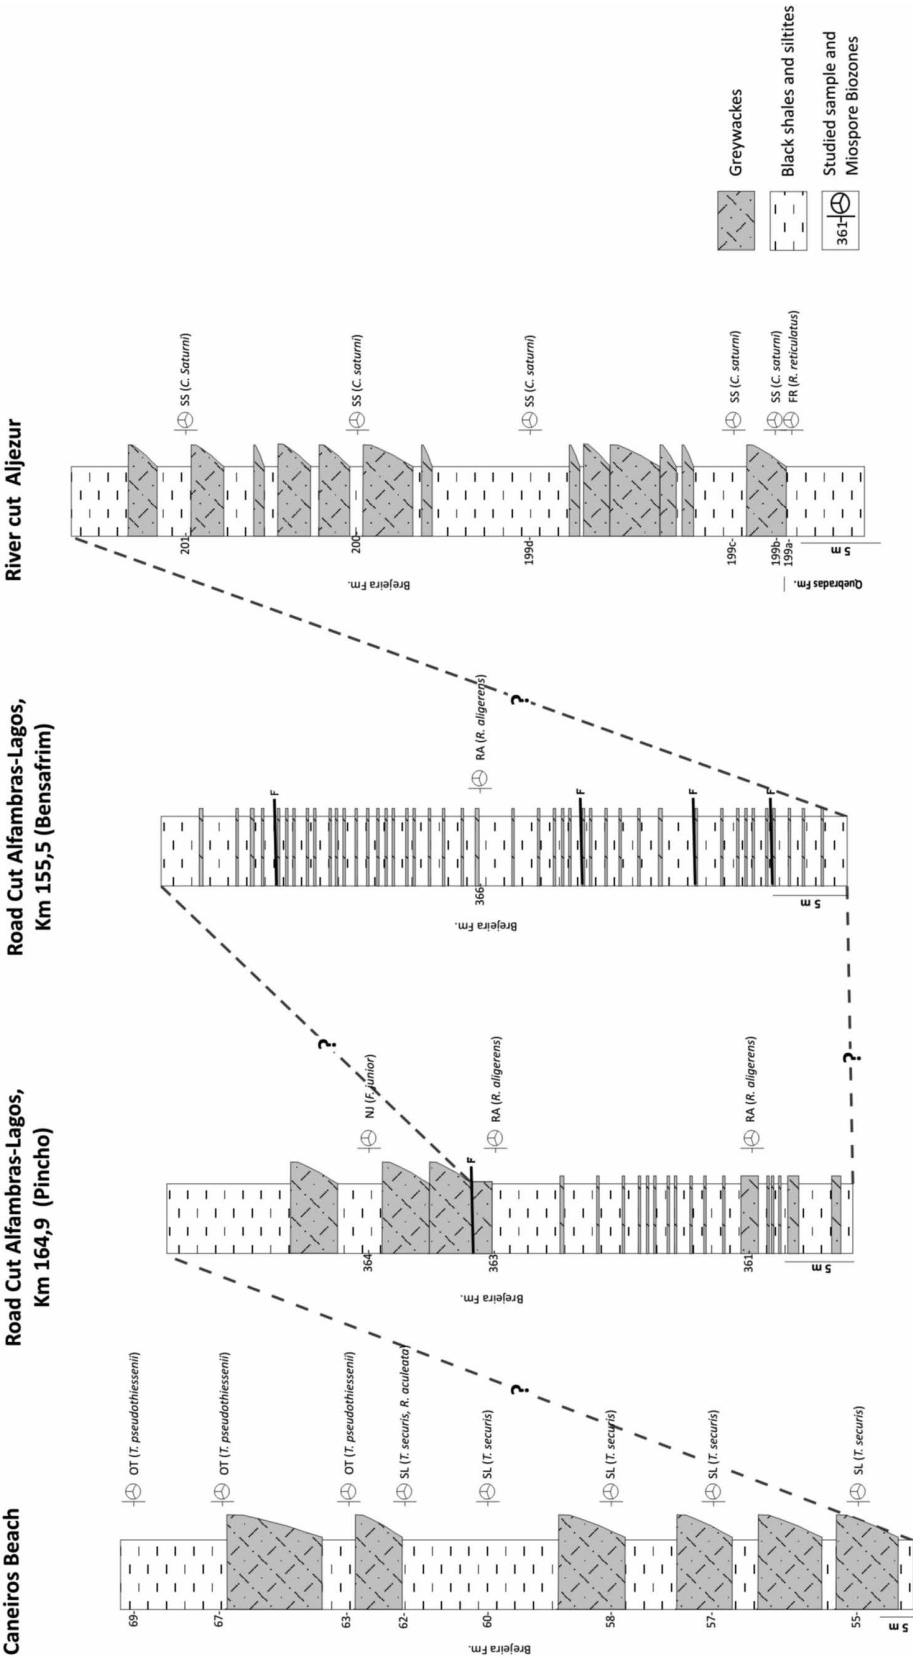 Caneiros Beach
69-
67-
63-
62-
60-
58-
57-
55-
Brejeira Fm.
5 m
OT (T. pseudothiessenii)
OT (T. pseudothiessenii)
OT (T. pseudothiessenii)
SL (T. securis, R. aculeata)
SL (T. securis)
SL (T. securis)
SL (T. securis)
SL (T. securis)
?
Road Cut Alfambras-Lagos,
Km 164,9 (Pincho)
364
363
361
Brejeira Fm.
5 m
F
NJ (F. junior)
RA (R. aligerens)
RA (R. aligerens)
?
?
Road Cut Alfambras-Lagos,
Km 155,5 (Bensafrim)
366
Brejeira Fm.
5 m
F
F
F
F
RA (R. aligerens)
?
River cut Aljezur
201-
200
199d-
199c-
199b-
199a-
Brejeira Fm.
Quebradas Fm.
5 m
SS (C. Saturni)
SS (C. saturni)
SS (C. saturni)
SS (C. saturni)
SS (C. saturni)
FR (R. reticulatus)
Greywackes
Black shales and siltites
361
Studied sample and
Miospore Biozones